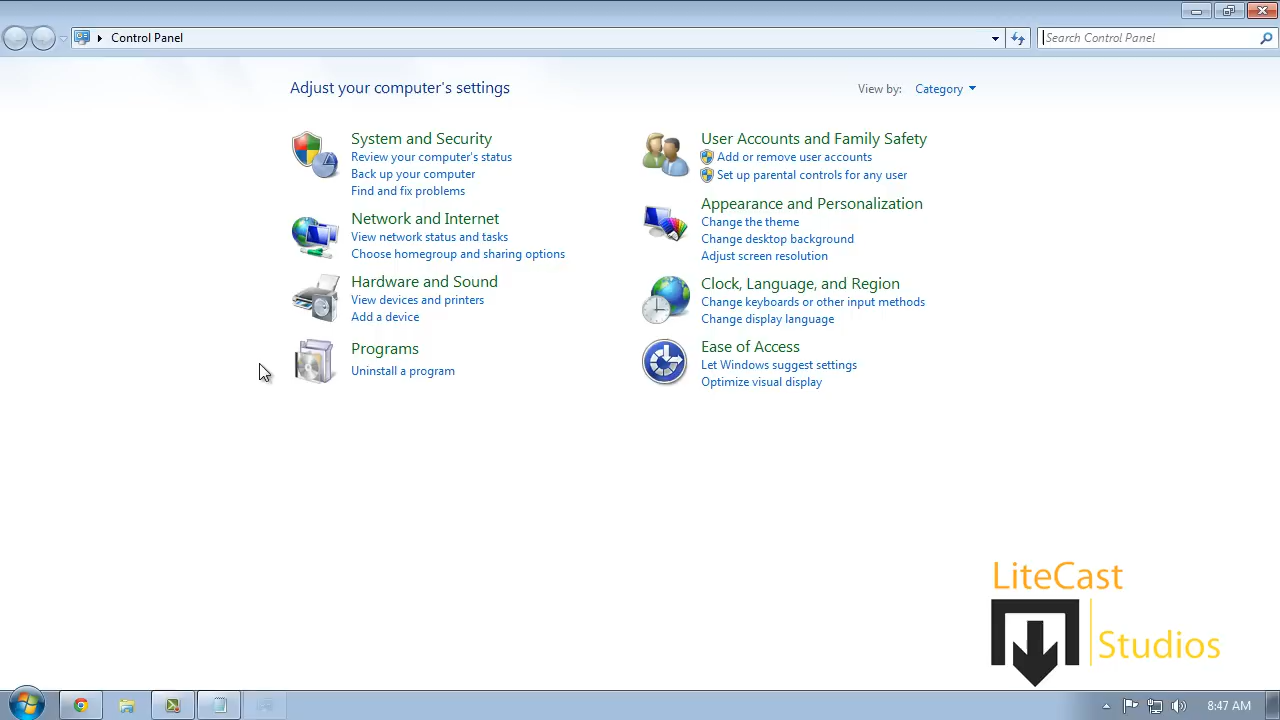 Control Panel
Search Control Panel
Adjust your computer's settings
View by: Category
System and Security
Review your computer's status
Back up your computer
Find and fix problems
Network and Internet
View network status and tasks
Choose homegroup and sharing options
Hardware and Sound
View devices and printers
Add a device
Programs
Uninstall a program
User Accounts and Family Safety
Add or remove user accounts
Set up parental controls for any user
Appearance and Personalization
Change the theme
Change desktop background
Adjust screen resolution
Clock, Language, and Region
Change keyboards or other input methods
Change display language
Ease of Access
Let Windows suggest settings
Optimize visual display
LiteCast
Studios
8:47 AM